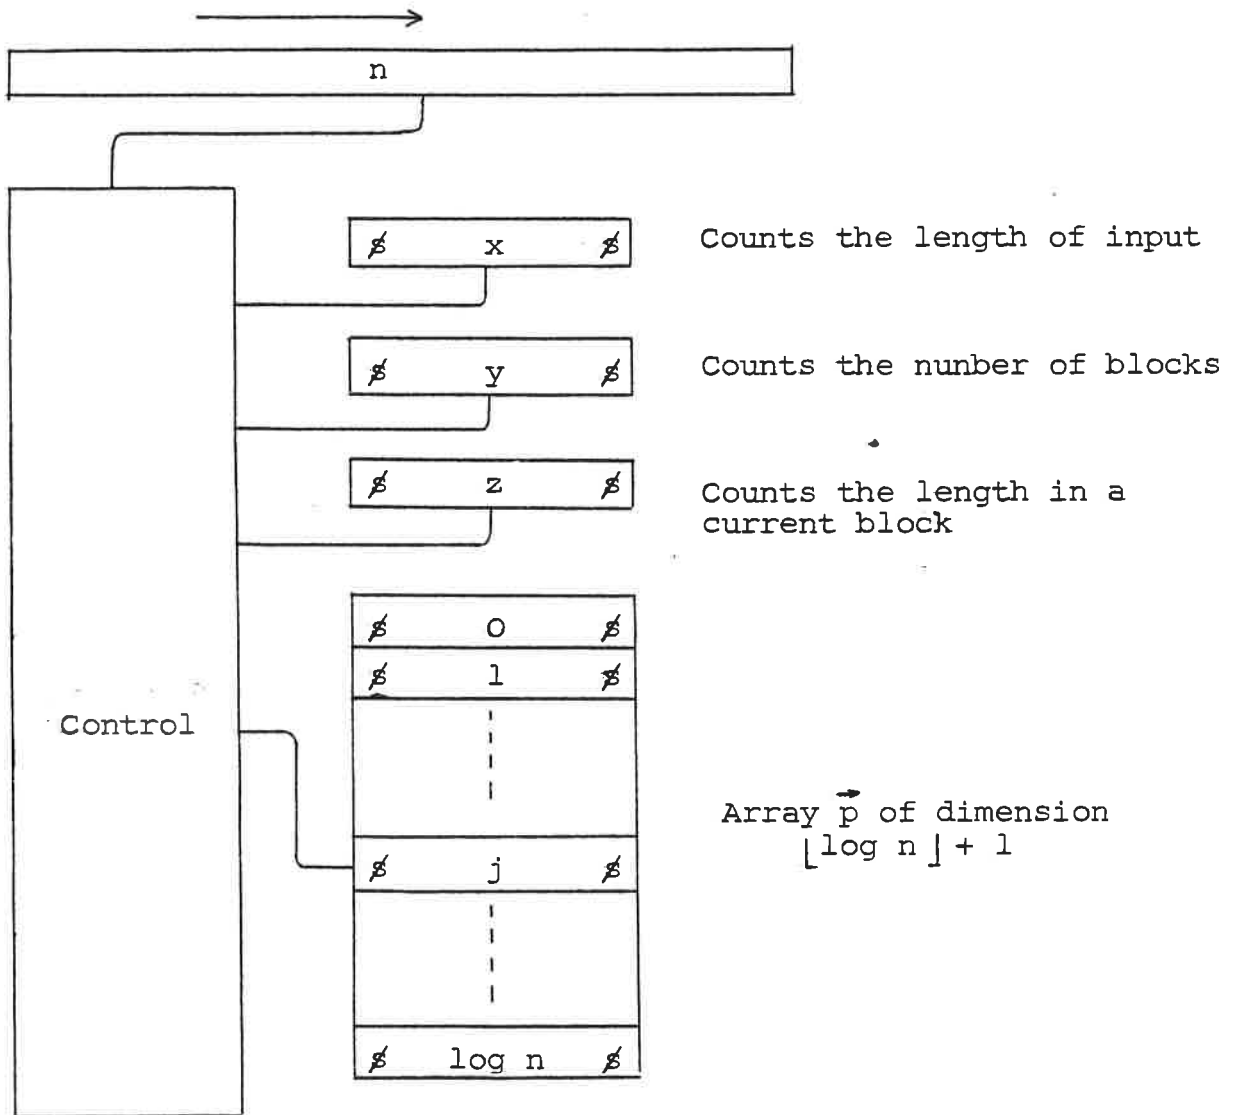 n
$ x $ Counts the length of input
$ y $ Counts the nunber of blocks
$ z $ Counts the length in a
current block
$ 0 $
$ 1 $
Control
Array p⃗ of dimension
⌊log n⌋ + 1
$ j $
$ log n $